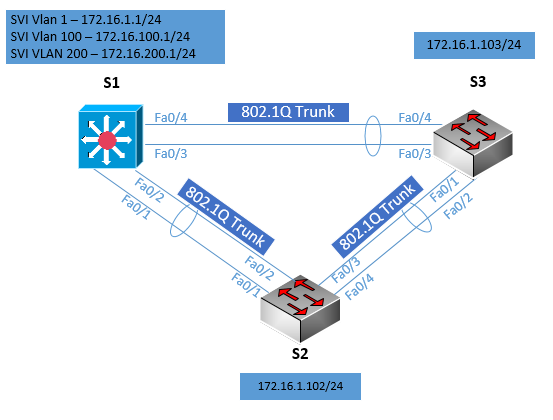 SVI Vlan 1 – 172.16.1.1/24
SVI Vlan 100 – 172.16.100.1/24
SVI VLAN 200 – 172.16.200.1/24
172.16.1.103/24
S1
S3
Fa0/4
802.1Q Trunk
Fa0/4
Fa0/3
Fa0/3
Fa0/2
Fa0/1
802.1Q Trunk
Fa0/2
Fa0/1
802.1Q Trunk
Fa0/1
Fa0/2
Fa0/3
Fa0/4
S2
172.16.1.102/24